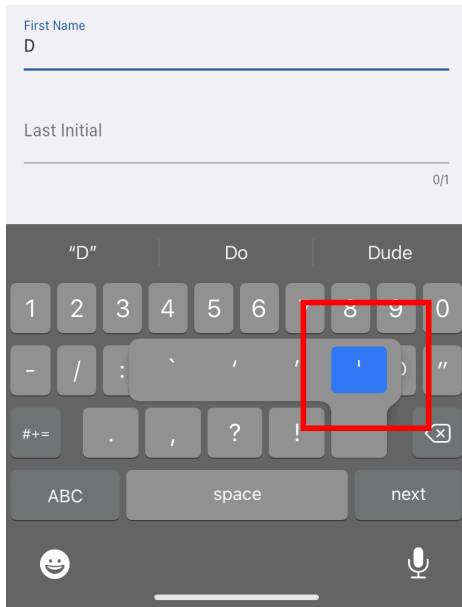 First Name
D
Last Initial
0/1
“D” Do Dude
1 2 3 4 5 6 7 8 9 0
- / : ` ‘ ’ ' ”
#+= . , ? !
ABC space next